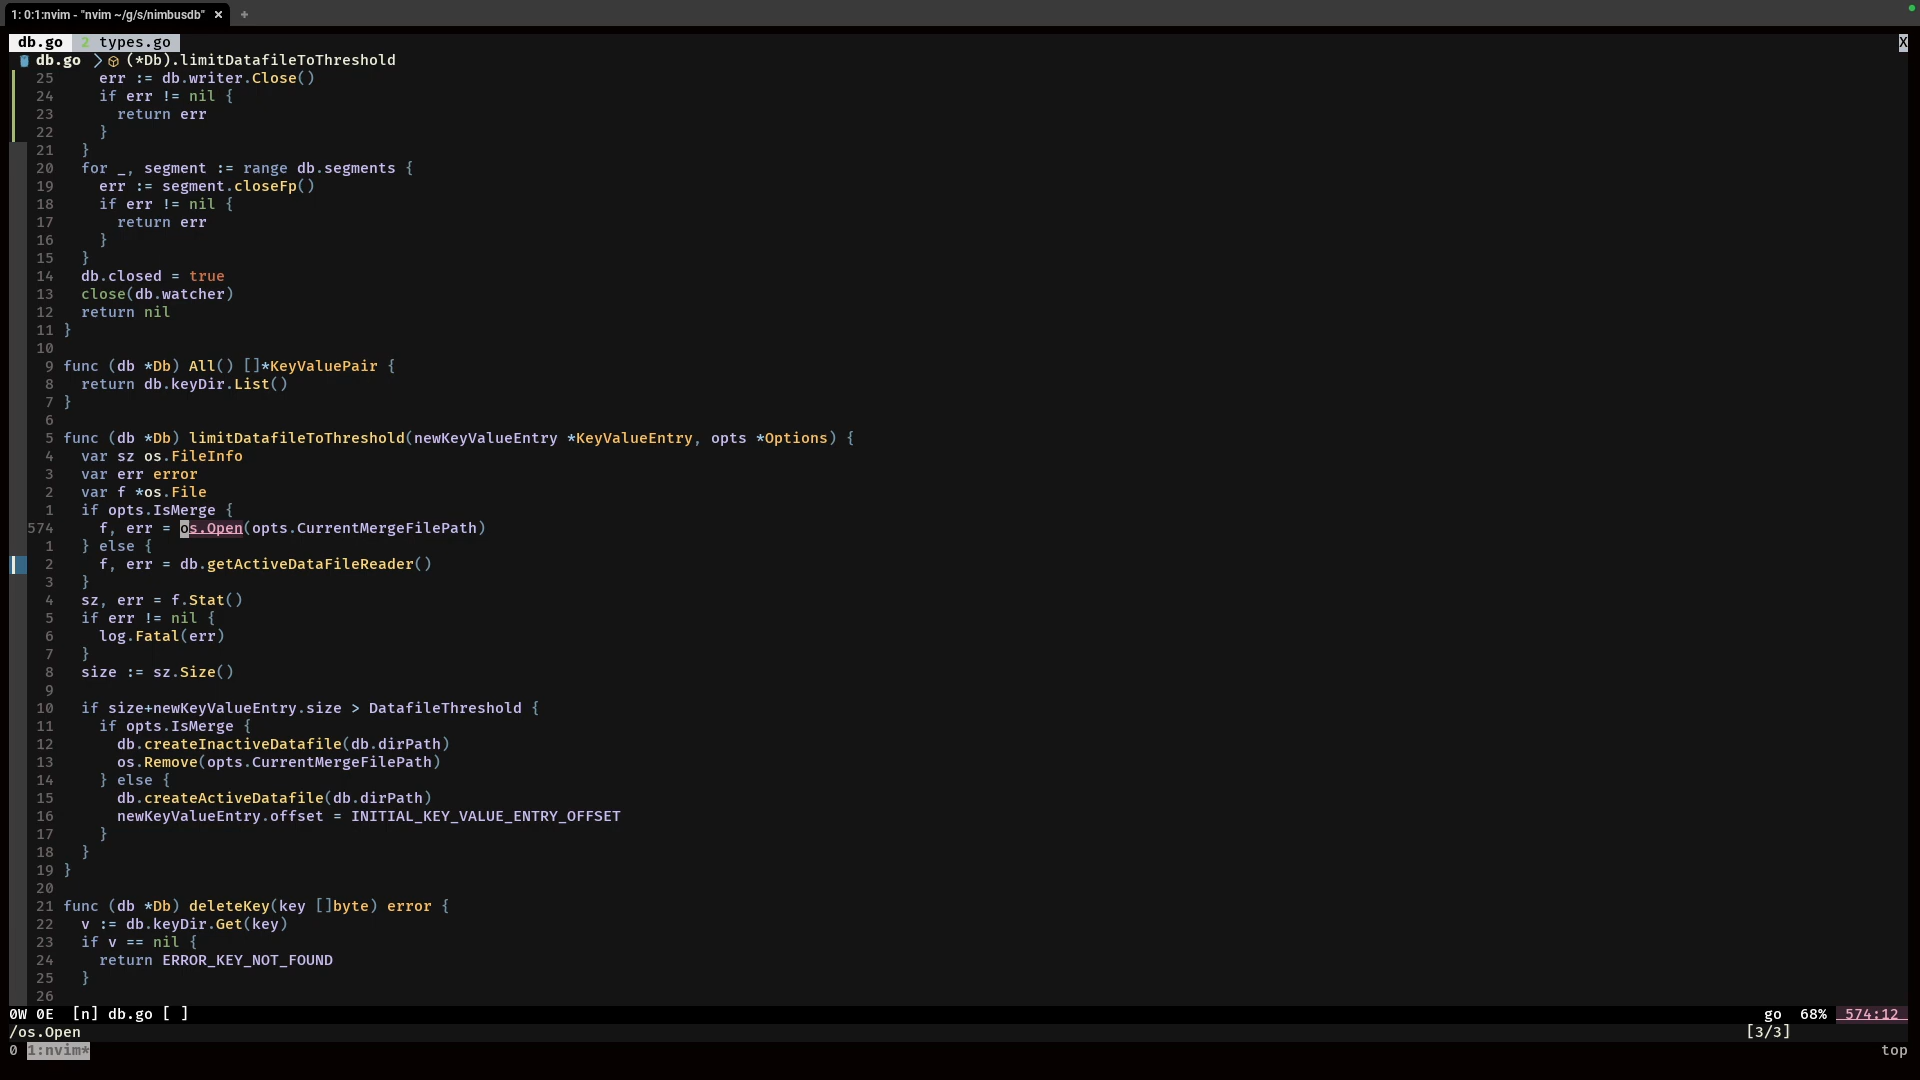 1: 0:1:nvim - "nvim ~/g/s/nimbusdb" × +
db.go 2 types.go X
db.go > (*Db).limitDatafileToThreshold
25 err := db.writer.Close()
24 if err != nil {
23 return err
22 }
21 }
20 for _, segment := range db.segments {
19 err := segment.closeFp()
18 if err != nil {
17 return err
16 }
15 }
14 db.closed = true
13 close(db.watcher)
12 return nil
11 }
10
9 func (db *Db) All() []*KeyValuePair {
8 return db.keyDir.List()
7 }
6
5 func (db *Db) limitDatafileToThreshold(newKeyValueEntry *KeyValueEntry, opts *Options) {
4 var sz os.FileInfo
3 var err error
2 var f *os.File
1 if opts.IsMerge {
574 f, err = os.Open(opts.CurrentMergeFilePath)
1 } else {
2 f, err = db.getActiveDataFileReader()
3 }
4 sz, err = f.Stat()
5 if err != nil {
6 log.Fatal(err)
7 }
8 size := sz.Size()
9
10 if size+newKeyValueEntry.size > DatafileThreshold {
11 if opts.IsMerge {
12 db.createInactiveDatafile(db.dirPath)
13 os.Remove(opts.CurrentMergeFilePath)
14 } else {
15 db.createActiveDatafile(db.dirPath)
16 newKeyValueEntry.offset = INITIAL_KEY_VALUE_ENTRY_OFFSET
17 }
18 }
19 }
20
21 func (db *Db) deleteKey(key []byte) error {
22 v := db.keyDir.Get(key)
23 if v == nil {
24 return ERROR_KEY_NOT_FOUND
25 }
26
0W 0E [n] db.go [ ] go 68% 574:12
/os.Open [3/3]
0 1:nvim* top